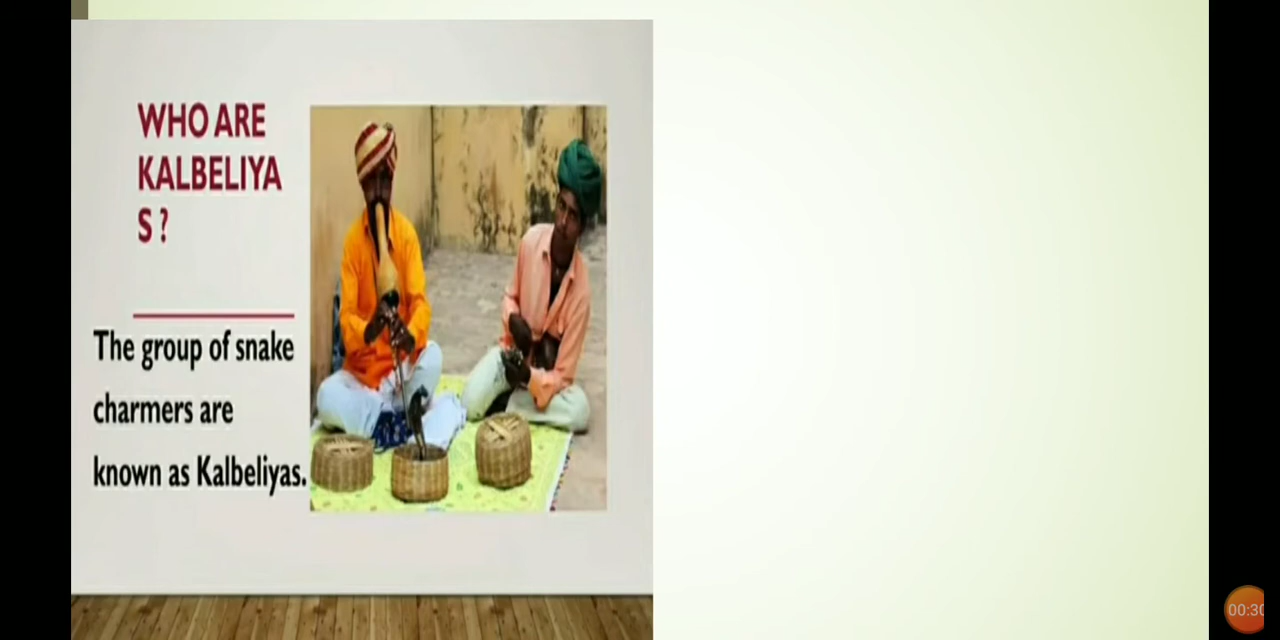 WHO ARE
KALBELIYA
S ?
The group of snake
charmers are
known as Kalbeliyas.
00:30